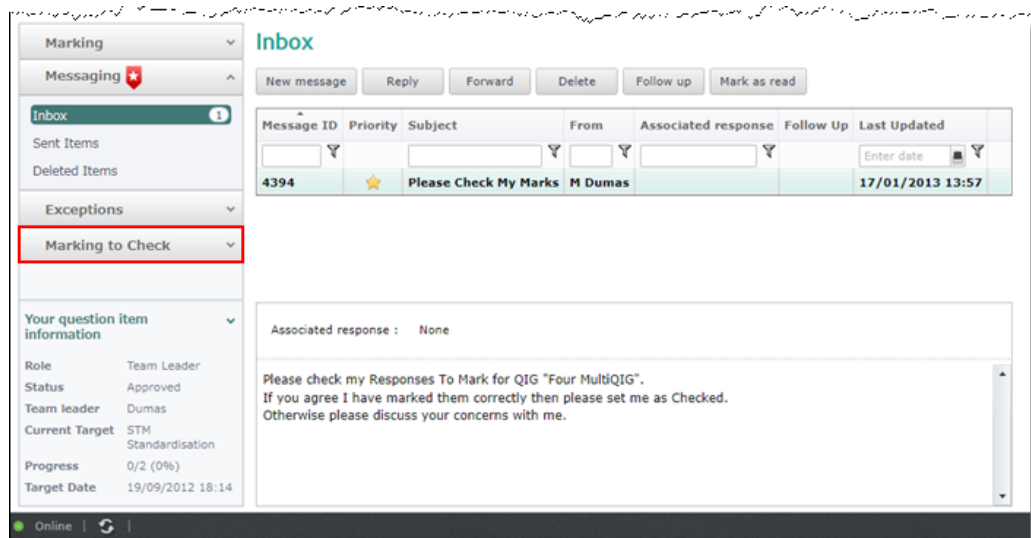 Marking
Messaging
Inbox 1
Sent Items
Deleted Items
Exceptions
Marking to Check
Your question item
information
Role Team Leader
Status Approved
Team leader Dumas
Current Target STM
Standardisation
Progress 0/2 (0%)
Target Date 19/09/2012 18:14
Inbox
New message Reply Forward Delete Follow up Mark as read
Message ID Priority Subject From Associated response Follow Up Last Updated
Enter date
4394 Please Check My Marks M Dumas 17/01/2013 13:57
Associated response : None
Please check my Responses To Mark for QIG "Four MultiQIG".
If you agree I have marked them correctly then please set me as Checked.
Otherwise please discuss your concerns with me.
Online | |